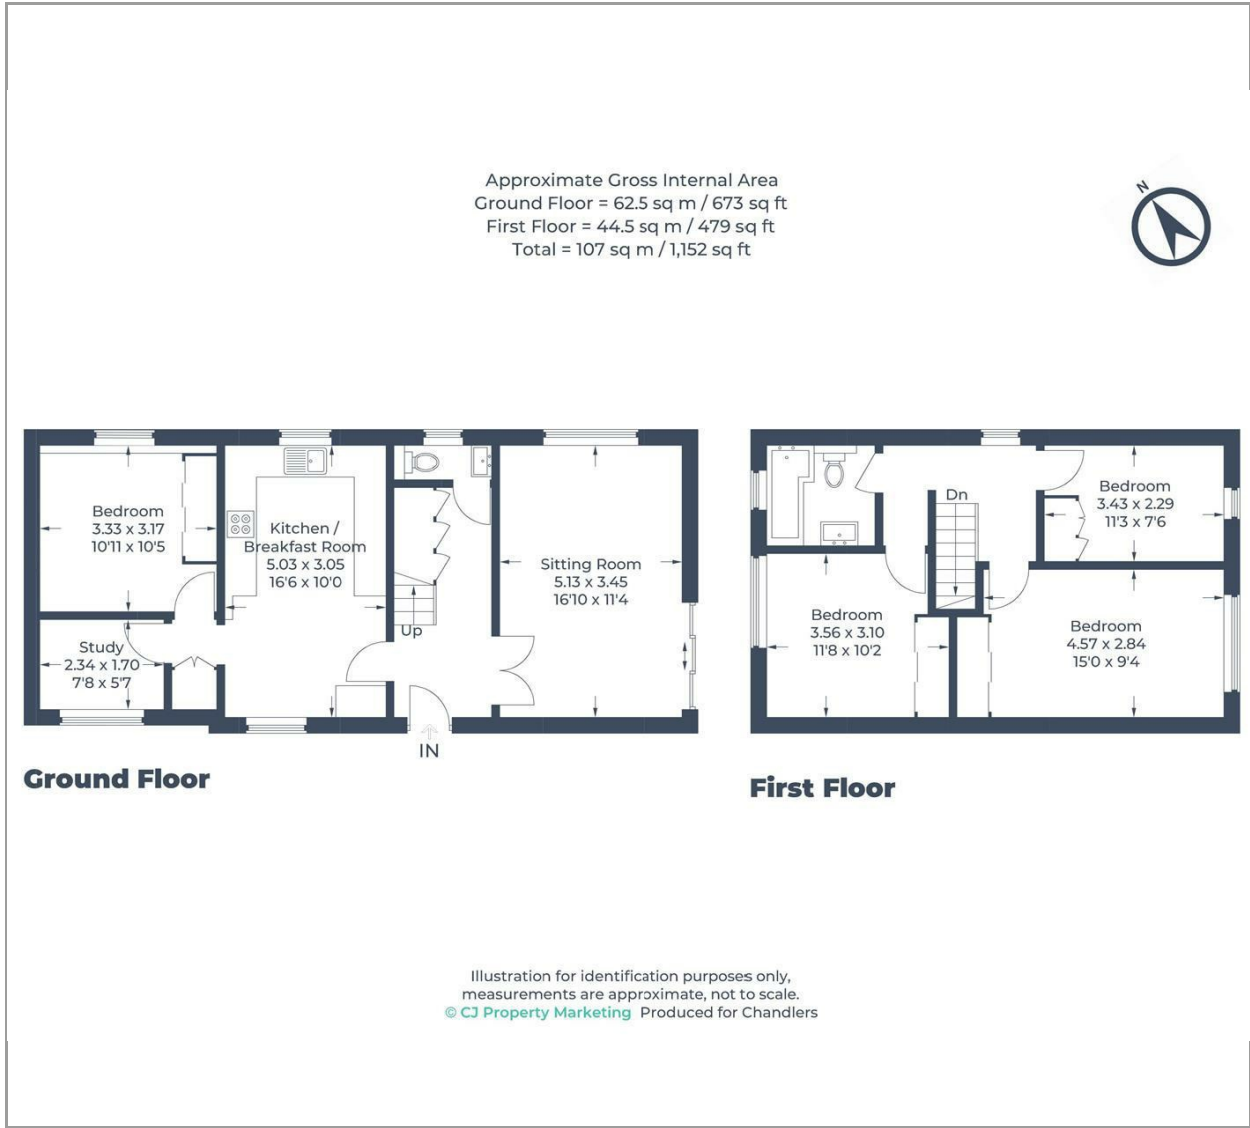 Approximate Gross Internal Area
Ground Floor = 62.5 sq m / 673 sq ft
First Floor = 44.5 sq m / 479 sq ft
Total = 107 sq m / 1,152 sq ft
N
Bedroom
3.33 x 3.17
10'11 x 10'5
Kitchen /
Breakfast Room
5.03 x 3.05
16'6 x 10'0
Sitting Room
5.13 x 3.45
16'10 x 11'4
Study
2.34 x 1.70
7'8 x 5'7
Up
IN
Ground Floor
Dn
Bedroom
3.43 x 2.29
11'3 x 7'6
Bedroom
3.56 x 3.10
11'8 x 10'2
Bedroom
4.57 x 2.84
15'0 x 9'4
First Floor
Illustration for identification purposes only,
measurements are approximate, not to scale.
© CJ Property Marketing Produced for Chandlers